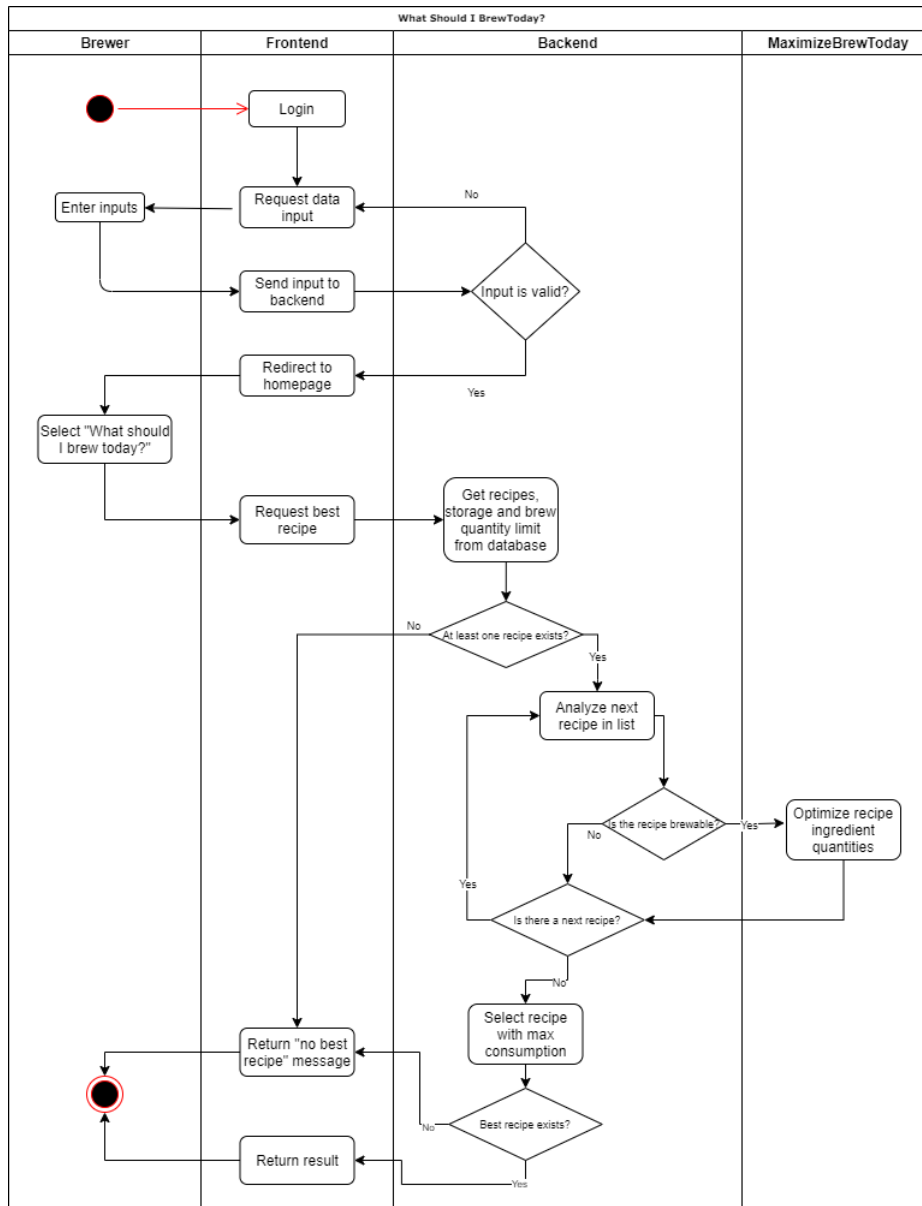 What Should I BrewToday?
Brewer
Frontend
Backend
MaximizeBrewToday
Login
Request data
input
No
Enter inputs
Send input to
backend
Input is valid?
Redirect to
homepage
Yes
Select "What should
I brew today?"
Request best
recipe
Get recipes,
storage and brew
quantity limit
from database
No
At least one recipe exists?
Yes
Analyze next
recipe in list
Is the recipe brewable?
Yes
Optimize recipe
ingredient
quantities
No
Yes
Is there a next recipe?
No
Select recipe
with max
consumption
Return "no best
recipe" message
No
Best recipe exists?
Return result
Yes